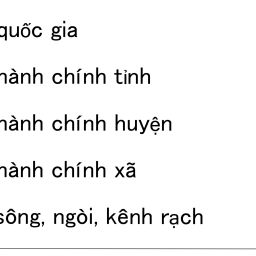 quốc gia
hành chính tỉnh
hành chính huyện
hành chính xã
sông, ngòi, kênh rạch